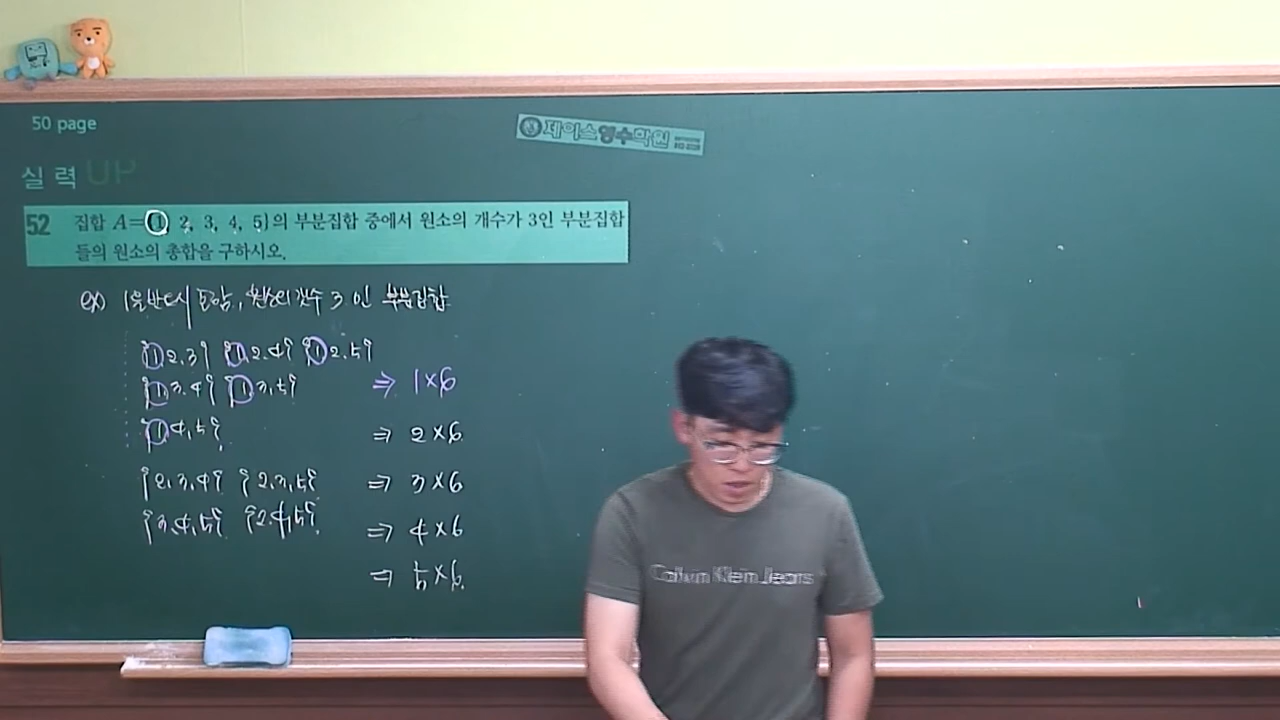 50 page
제이스영수학원
실력 UP
52 집합 A={1, 2, 3, 4, 5}의 부분집합 중에서 원소의 개수가 3인 부분집합
들의 원소의 총합을 구하시오.
ex) 1을 반드시 포함, 원소의 갯수 3인 부분집합
{1,2,3} {1,2,4} {1,2,5}
{1,3,4} {1,3,5} ⇒ 1×6
{1,4,5} ⇒ 2×6
{2,3,4} {2,3,5} ⇒ 3×6
{3,4,5} {2,4,5} ⇒ 4×6
⇒ 5×6
Calvin Klein Jeans